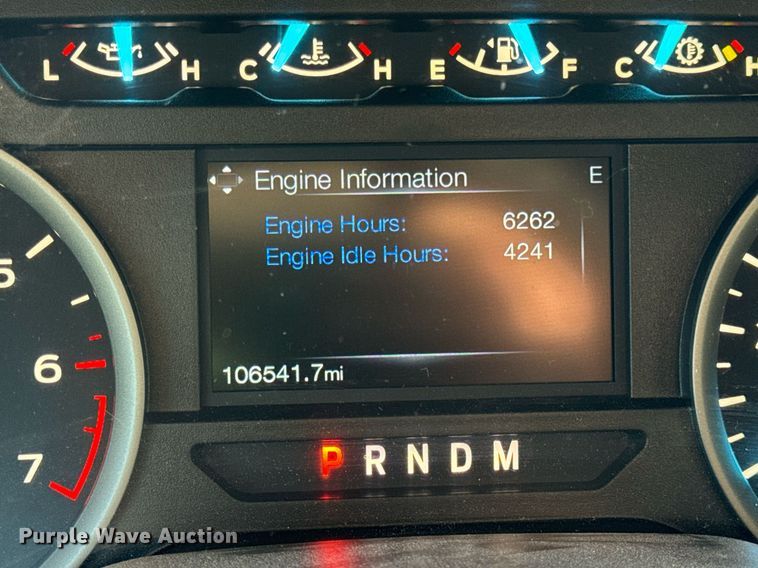 L H C H E F C H
Engine Information E
Engine Hours: 6262
Engine Idle Hours: 4241
5
6
7
106541.7mi
P R N D M
Purple Wave Auction